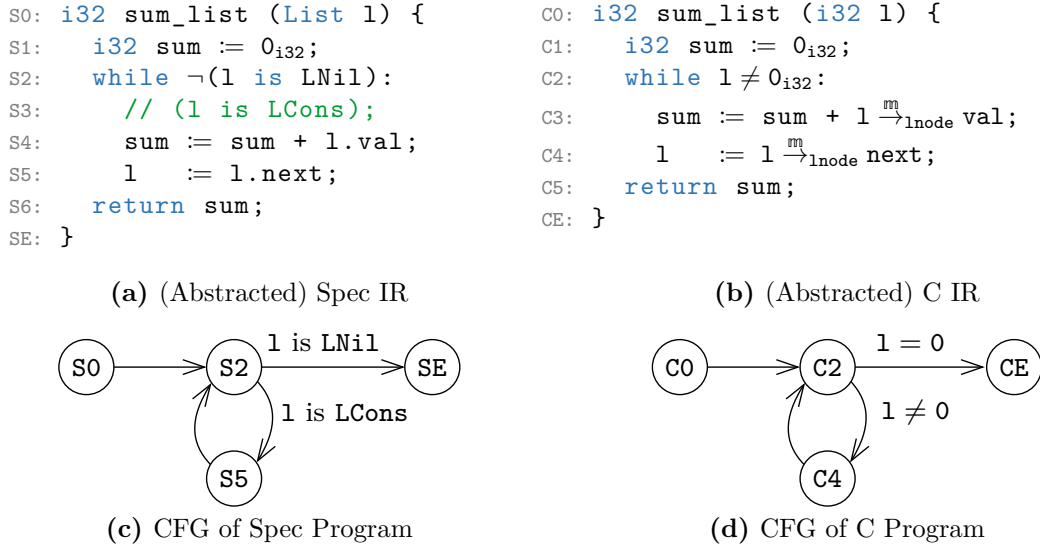 S0: i32 sum_list (List l) {
S1: i32 sum := 0i32;
S2: while ¬(l is LNil):
S3: // (l is LCons);
S4: sum := sum + l.val;
S5: l := l.next;
S6: return sum;
SE: }
(a) (Abstracted) Spec IR
C0: i32 sum_list (i32 l) {
C1: i32 sum := 0i32;
C2: while l ≠ 0i32:
C3: sum := sum + l m→lnode val;
C4: l := l m→lnode next;
C5: return sum;
CE: }
(b) (Abstracted) C IR
S0 S2 l is LNil SE
l is LCons
S5
(c) CFG of Spec Program
C0 C2 l = 0 CE
l ≠ 0
C4
(d) CFG of C Program